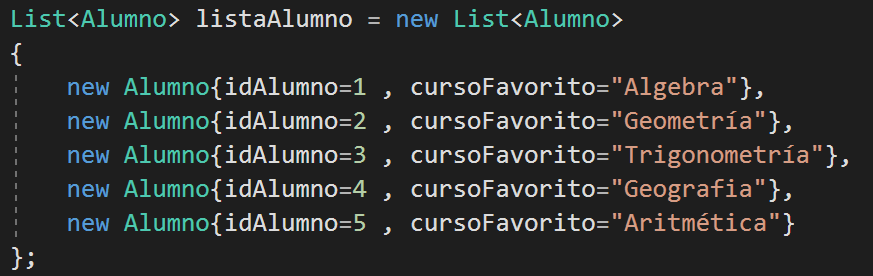 List<Alumno> listaAlumno = new List<Alumno>
{
    new Alumno{idAlumno=1 , cursoFavorito="Algebra"},
    new Alumno{idAlumno=2 , cursoFavorito="Geometría"},
    new Alumno{idAlumno=3 , cursoFavorito="Trigonometría"},
    new Alumno{idAlumno=4 , cursoFavorito="Geografia"},
    new Alumno{idAlumno=5 , cursoFavorito="Aritmética"}
};